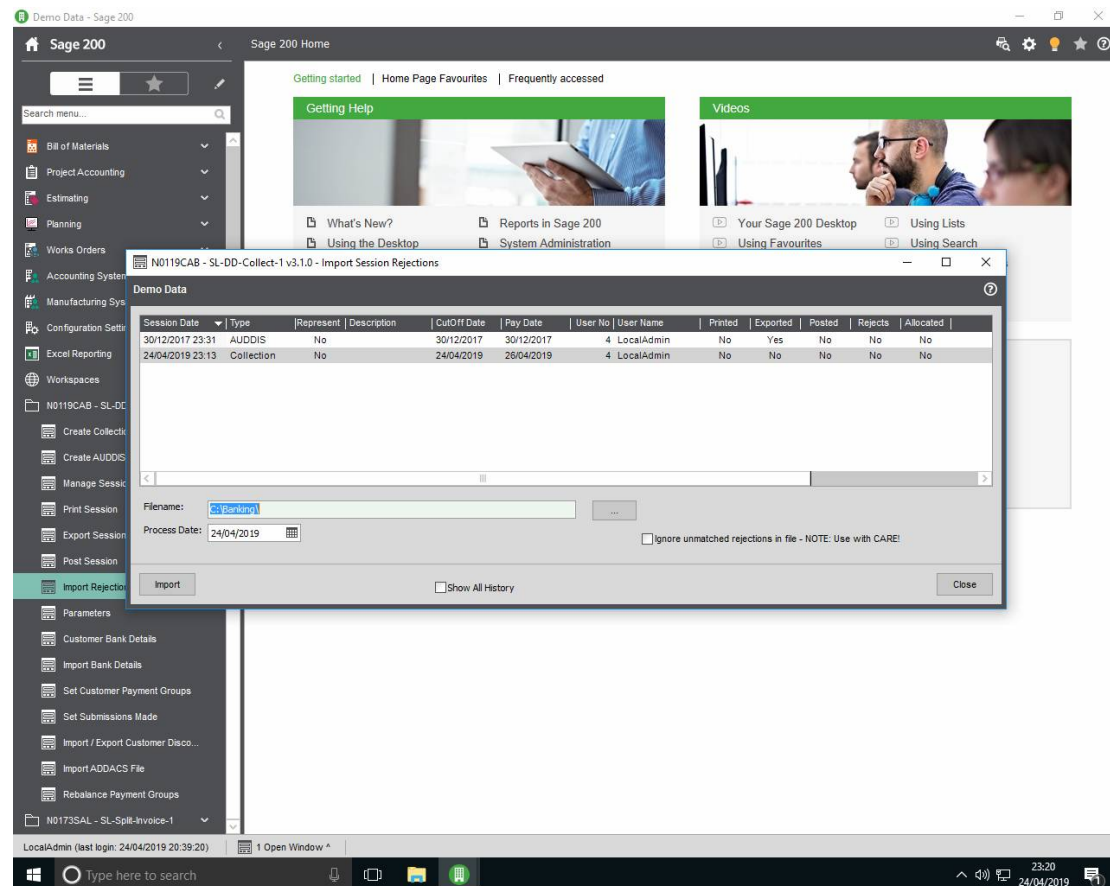 Demo Data - Sage 200
Sage 200
Sage 200 Home
Search menu...
Bill of Materials
Project Accounting
Estimating
Planning
Works Orders
Accounting System
Manufacturing Sys
Configuration Settin
Excel Reporting
Workspaces
N0119CAB - SL-DD
Create Collectio
Create AUDDIS
Manage Sessio
Print Session
Export Session
Post Session
Import Rejection
Parameters
Customer Bank Details
Import Bank Details
Set Customer Payment Groups
Set Submissions Made
Import / Export Customer Disco...
Import ADDACS File
Rebalance Payment Groups
N0173SAL - SL-Split-Invoice-1
Getting started | Home Page Favourites | Frequently accessed
Getting Help
What's New?
Reports in Sage 200
Using the Desktop
System Administration
Videos
Your Sage 200 Desktop
Using Lists
Using Favourites
Using Search
N0119CAB - SL-DD-Collect-1 v3.1.0 - Import Session Rejections
Demo Data
Session Date | Type | Represent | Description | CutOff Date | Pay Date | User No | User Name | Printed | Exported | Posted | Rejects | Allocated |
30/12/2017 23:31 AUDDIS No 30/12/2017 30/12/2017 4 LocalAdmin No Yes No No No
24/04/2019 23:13 Collection No 24/04/2019 26/04/2019 4 LocalAdmin No No No No No
Filename: C:\Banking\ ...
Process Date: 24/04/2019
Ignore unmatched rejections in file - NOTE: Use with CARE!
Import
Show All History
Close
LocalAdmin (last login: 24/04/2019 20:39:20)
1 Open Window ^
Type here to search
23:20
24/04/2019
1